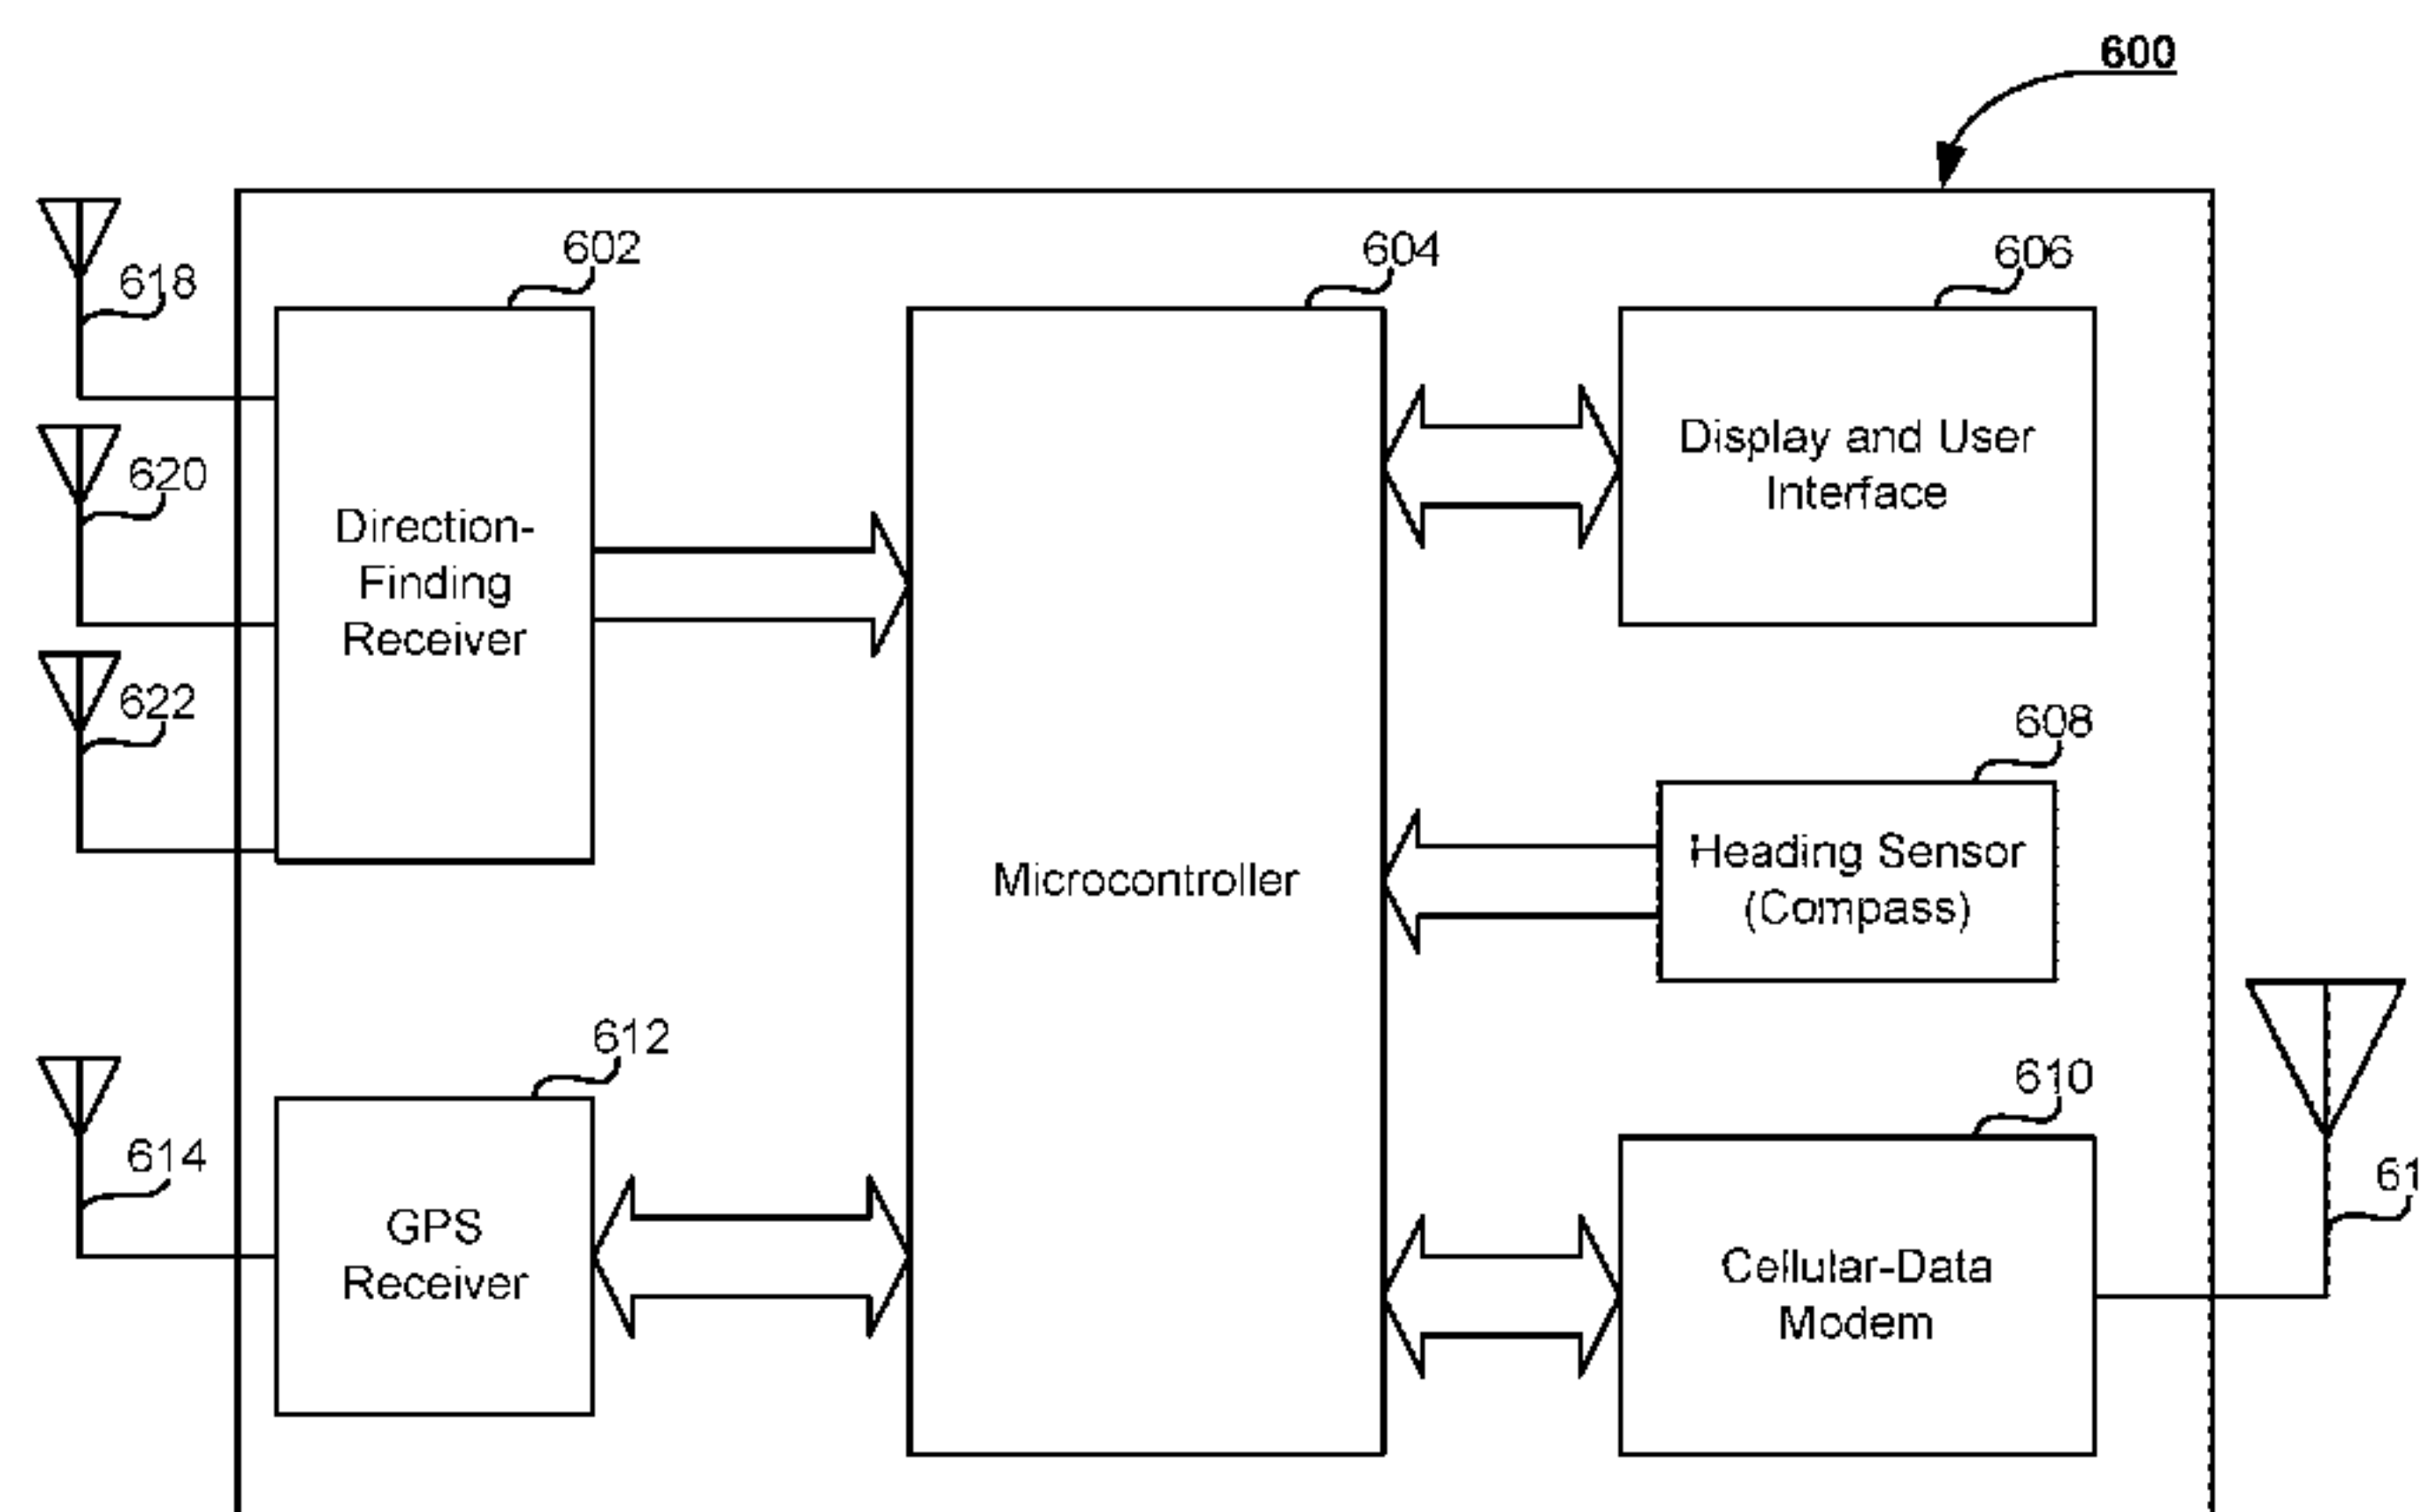 600
602
604
606
618
620
622
Direction-
Finding
Receiver
Display and User
Interface
608
Microcontroller
Heading Sensor
(Compass)
612
610
614
61
GPS
Receiver
Cellular-Data
Modem